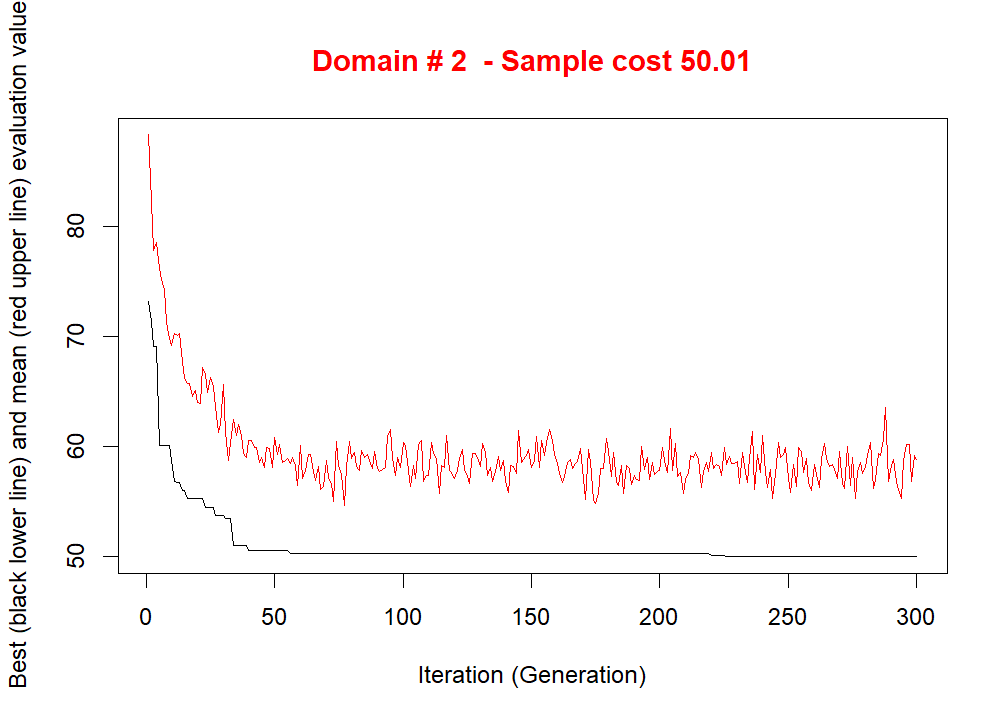 Domain # 2  - Sample cost 50.01
Best (black lower line) and mean (red upper line) evaluation value
80
70
60
50
0 50 100 150 200 250 300
Iteration (Generation)